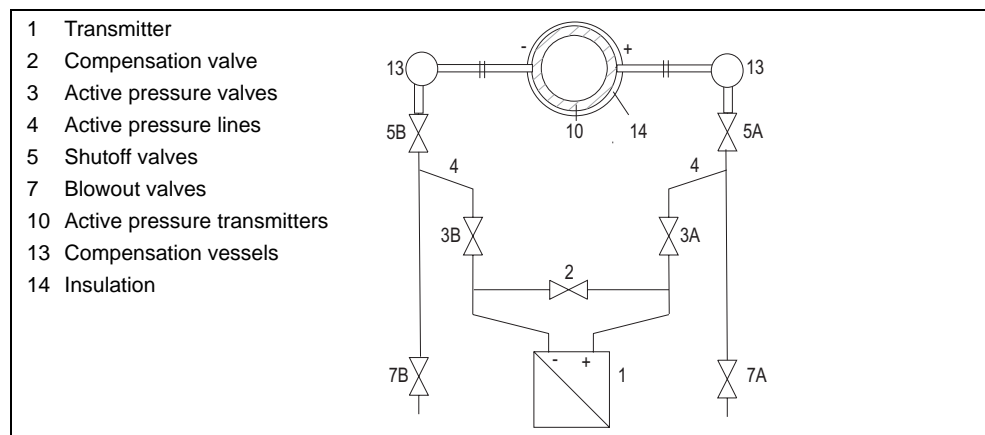 1 Transmitter
2 Compensation valve
3 Active pressure valves
4 Active pressure lines
5 Shutoff valves
7 Blowout valves
10 Active pressure transmitters
13 Compensation vessels
14 Insulation
- +
13 13
10 14
5B 5A
4 4
3B 3A
2
- +
1
7B 7A